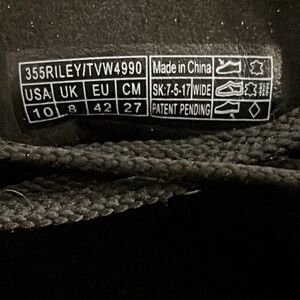 355RILEY/TVW4990 Made in China
USA UK EU CM SK:7-5-17 WIDE
10 8 42 27 PATENT PENDING